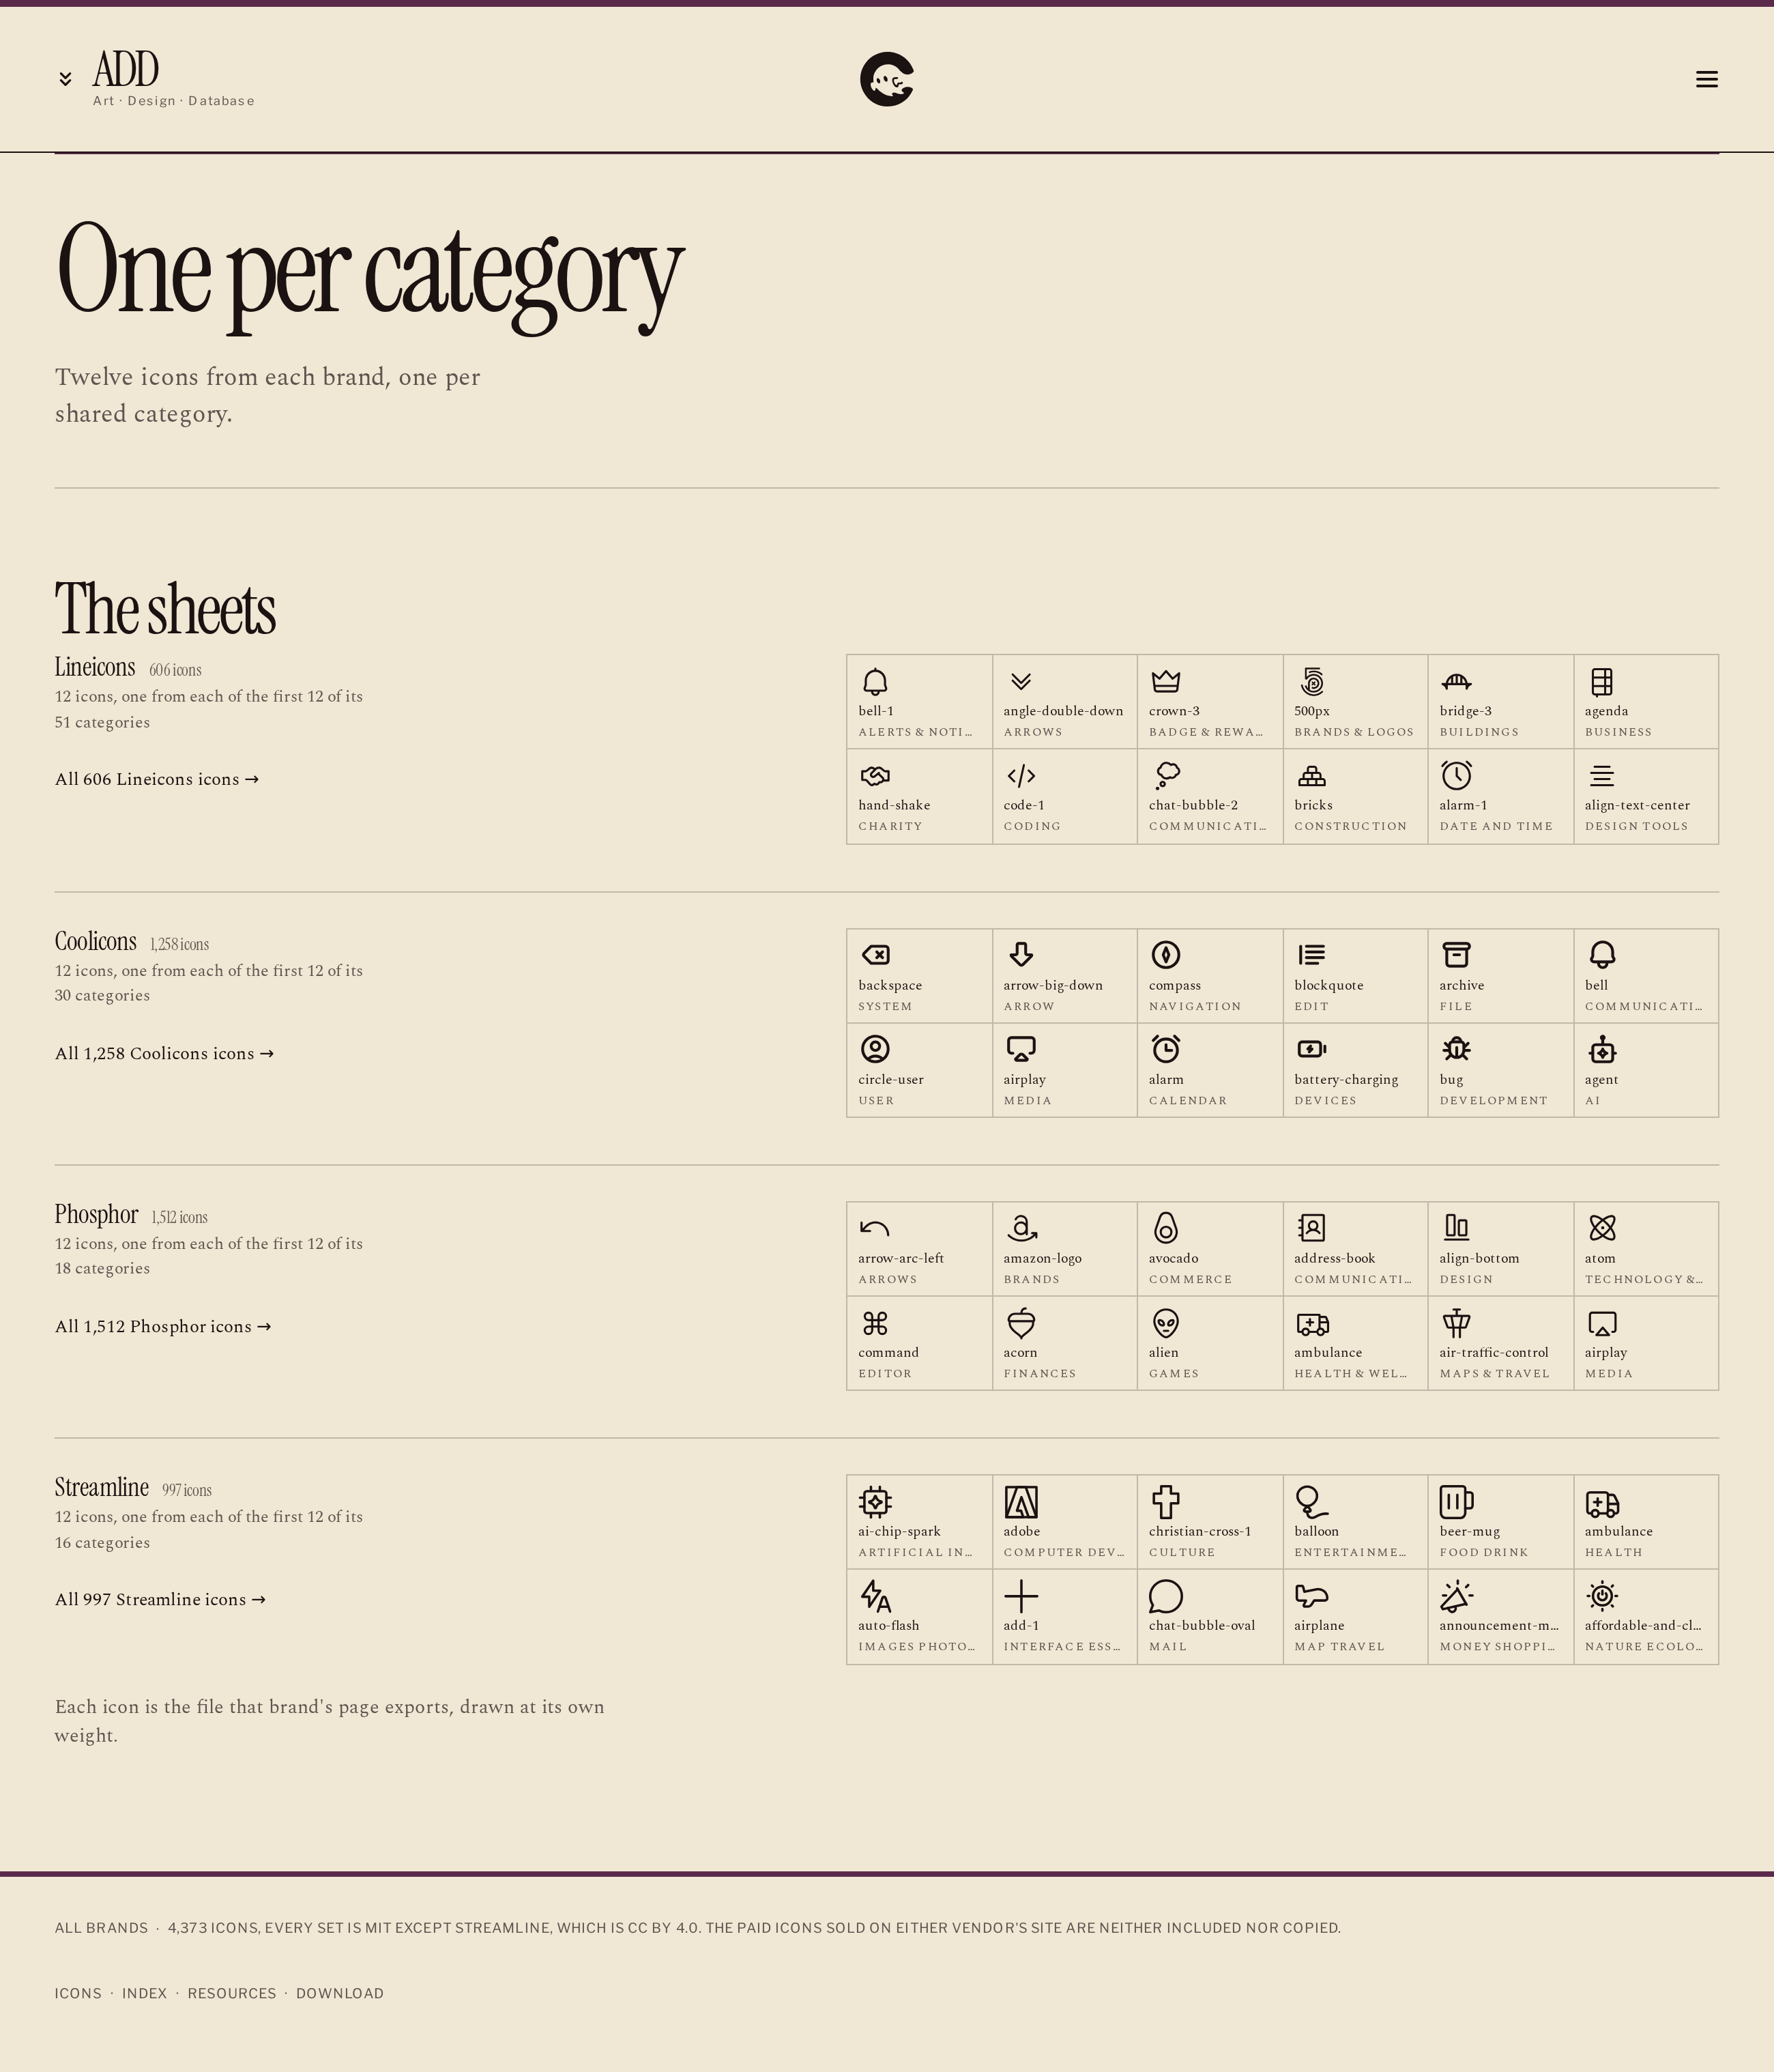 ADD
Art · Design · Database
One per category
Twelve icons from each brand, one per
shared category.
The sheets
Lineicons 606 icons
12 icons, one from each of the first 12 of its
51 categories
All 606 Lineicons icons →
bell-1 angle-double-down crown-3 500px bridge-3 agenda
ALERTS & NOTI… ARROWS BADGE & REWA… BRANDS & LOGOS BUILDINGS BUSINESS
hand-shake code-1 chat-bubble-2 bricks alarm-1 align-text-center
CHARITY CODING COMMUNICATI… CONSTRUCTION DATE AND TIME DESIGN TOOLS
Coolicons 1,258 icons
12 icons, one from each of the first 12 of its
30 categories
All 1,258 Coolicons icons →
backspace arrow-big-down compass blockquote archive bell
SYSTEM ARROW NAVIGATION EDIT FILE COMMUNICATI…
circle-user airplay alarm battery-charging bug agent
USER MEDIA CALENDAR DEVICES DEVELOPMENT AI
Phosphor 1,512 icons
12 icons, one from each of the first 12 of its
18 categories
All 1,512 Phosphor icons →
arrow-arc-left amazon-logo avocado address-book align-bottom atom
ARROWS BRANDS COMMERCE COMMUNICATI… DESIGN TECHNOLOGY &…
command acorn alien ambulance air-traffic-control airplay
EDITOR FINANCES GAMES HEALTH & WEL… MAPS & TRAVEL MEDIA
Streamline 997 icons
12 icons, one from each of the first 12 of its
16 categories
All 997 Streamline icons →
ai-chip-spark adobe christian-cross-1 balloon beer-mug ambulance
ARTIFICIAL IN… COMPUTER DEV… CULTURE ENTERTAINME… FOOD DRINK HEALTH
auto-flash add-1 chat-bubble-oval airplane announcement-m… affordable-and-cl…
IMAGES PHOTO… INTERFACE ESS… MAIL MAP TRAVEL MONEY SHOPPI… NATURE ECOLO…
Each icon is the file that brand's page exports, drawn at its own
weight.
ALL BRANDS · 4,373 ICONS, EVERY SET IS MIT EXCEPT STREAMLINE, WHICH IS CC BY 4.0. THE PAID ICONS SOLD ON EITHER VENDOR'S SITE ARE NEITHER INCLUDED NOR COPIED.
ICONS · INDEX · RESOURCES · DOWNLOAD